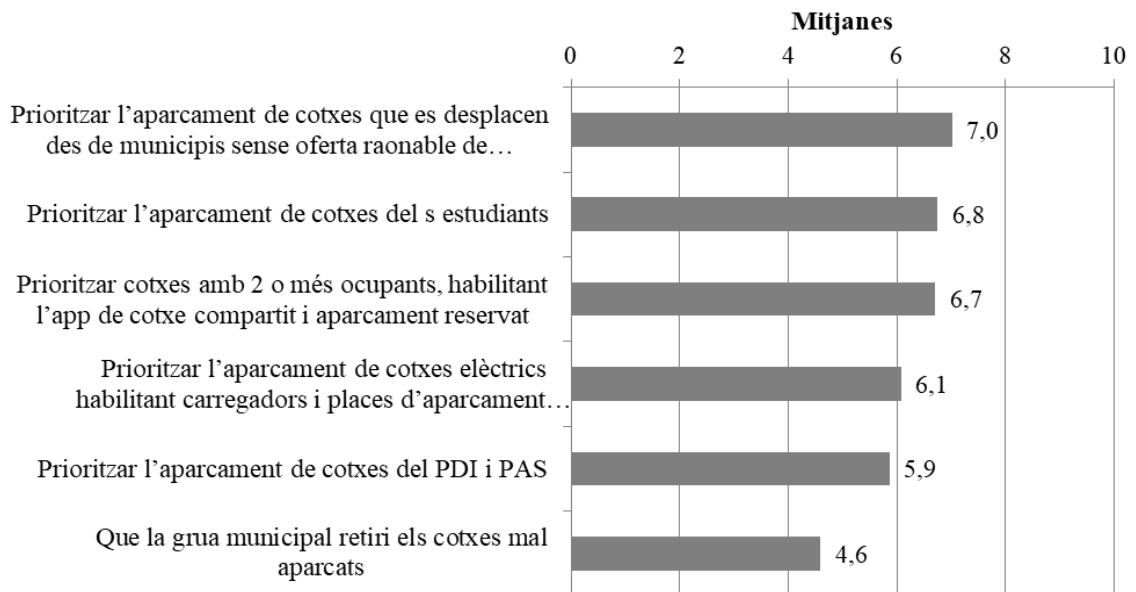 Mitjanes
0 2 4 6 8 10
Prioritzar l’aparcament de cotxes que es desplacen
des de municipis sense oferta raonable de…
7,0
Prioritzar l’aparcament de cotxes del s estudiants
6,8
Prioritzar cotxes amb 2 o més ocupants, habilitant
l’app de cotxe compartit i aparcament reservat
6,7
Prioritzar l’aparcament de cotxes elèctrics
habilitant carregadors i places d’aparcament…
6,1
Prioritzar l’aparcament de cotxes del PDI i PAS
5,9
Que la grua municipal retiri els cotxes mal
aparcats
4,6